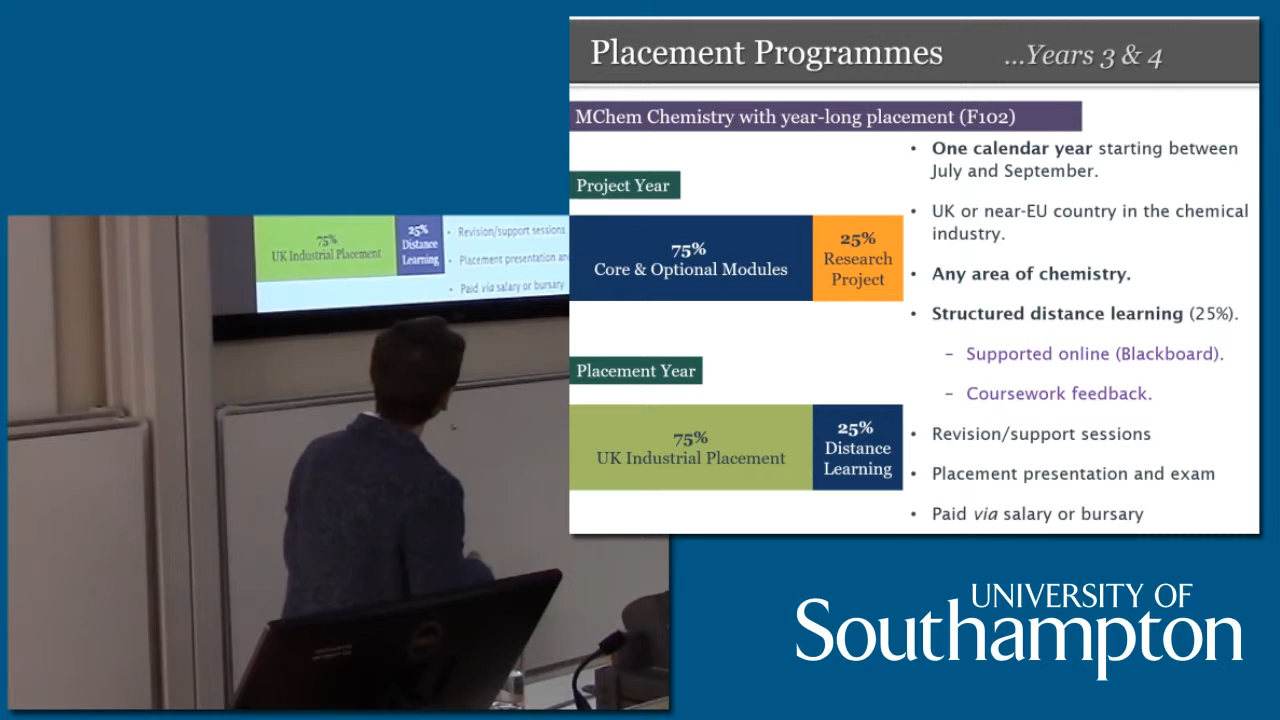 Placement Programmes ...Years 3 & 4
MChem Chemistry with year-long placement (F102)
Project Year
75%
Core & Optional Modules
25%
Research
Project
Placement Year
75%
UK Industrial Placement
25%
Distance
Learning
• One calendar year starting between
July and September.
• UK or near-EU country in the chemical
industry.
• Any area of chemistry.
• Structured distance learning (25%).
– Supported online (Blackboard).
– Coursework feedback.
• Revision/support sessions
• Placement presentation and exam
• Paid via salary or bursary
75%
UK Industrial Placement
25%
Distance
Learning
• Revision/support sessions
• Placement presentation an
• Paid via salary or bursary
UNIVERSITY OF
Southampton